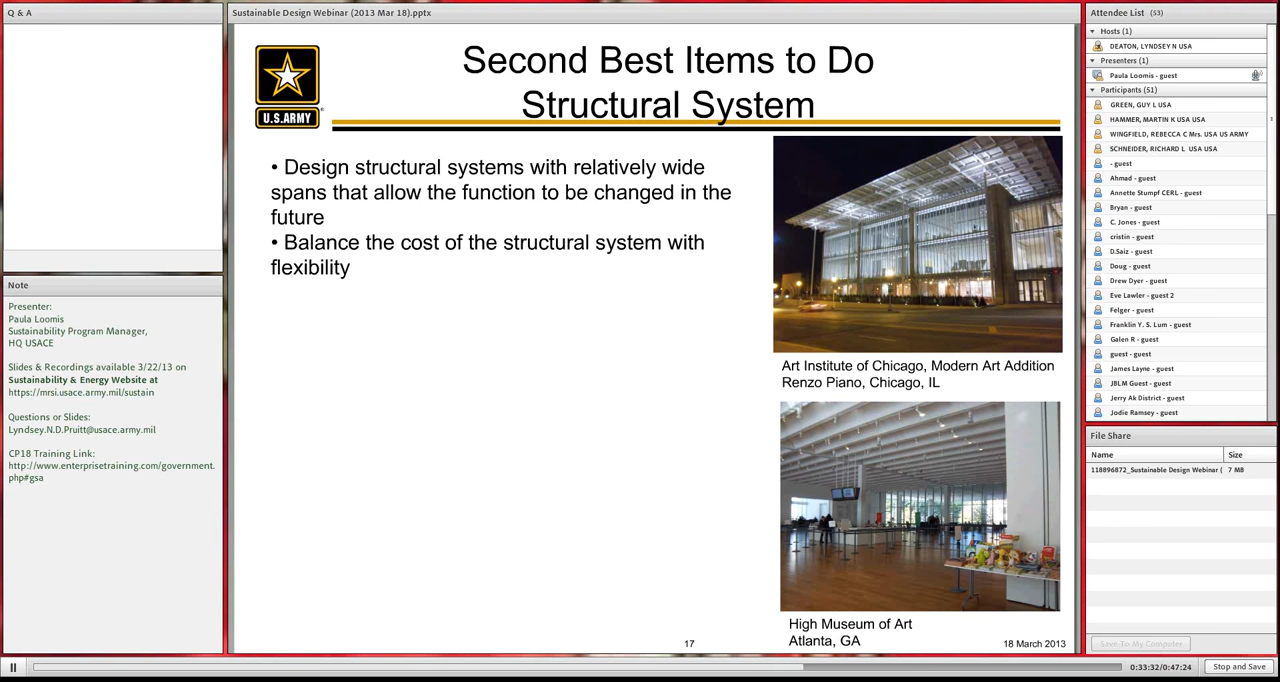 Q & A
Note
Presenter:
Paula Loomis
Sustainability Program Manager,
HQ USACE
Slides & Recordings available 3/22/13 on
Sustainability & Energy Website at
https://mrsi.usace.army.mil/sustain
Questions or Slides:
Lyndsey.N.D.Pruitt@usace.army.mil
CP18 Training Link:
http://www.enterprisetraining.com/government.
php#gsa
Sustainable Design Webinar (2013 Mar 18).pptx
U.S.ARMY
Second Best Items to Do
Structural System
• Design structural systems with relatively wide
spans that allow the function to be changed in the
future
• Balance the cost of the structural system with
flexibility
Art Institute of Chicago, Modern Art Addition
Renzo Piano, Chicago, IL
High Museum of Art
Atlanta, GA
17
18 March 2013
Attendee List (53)
Hosts (1)
DEATON, LYNDSEY N USA
Presenters (1)
Paula Loomis - guest
Participants (51)
GREEN, GUY L USA
HAMMER, MARTIN K USA USA
WINGFIELD, REBECCA C Mrs. USA US ARMY
SCHNEIDER, RICHARD L USA USA
- guest
Ahmad - guest
Annette Stumpf CERL - guest
Bryan - guest
C. Jones - guest
cristin - guest
D.Saiz - guest
Doug - guest
Drew Dyer - guest
Eve Lawler - guest 2
Felger - guest
Franklin Y. S. Lum - guest
Galen R - guest
guest - guest
James Layne - guest
JBLM Guest - guest
Jerry Ak District - guest
Jodie Ramsey - guest
File Share
Name Size
118896872_Sustainable Design Webinar ( 7 MB
Save To My Computer
0:33:32/0:47:24
Stop and Save